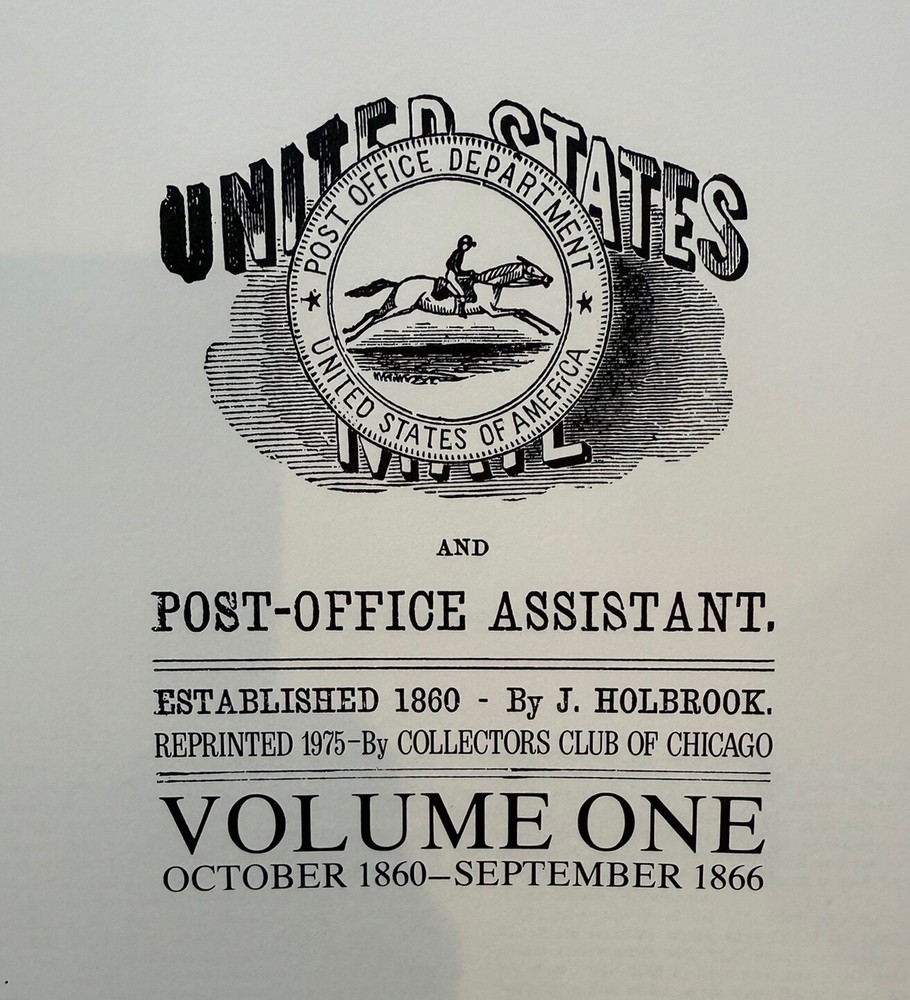 UNITED STATES
POST OFFICE DEPARTMENT
★ ★
UNITED STATES OF AMERICA
MAIL
AND
POST-OFFICE ASSISTANT.
ESTABLISHED 1860 - By J. HOLBROOK.
REPRINTED 1975-By COLLECTORS CLUB OF CHICAGO
VOLUME ONE
OCTOBER 1860–SEPTEMBER 1866